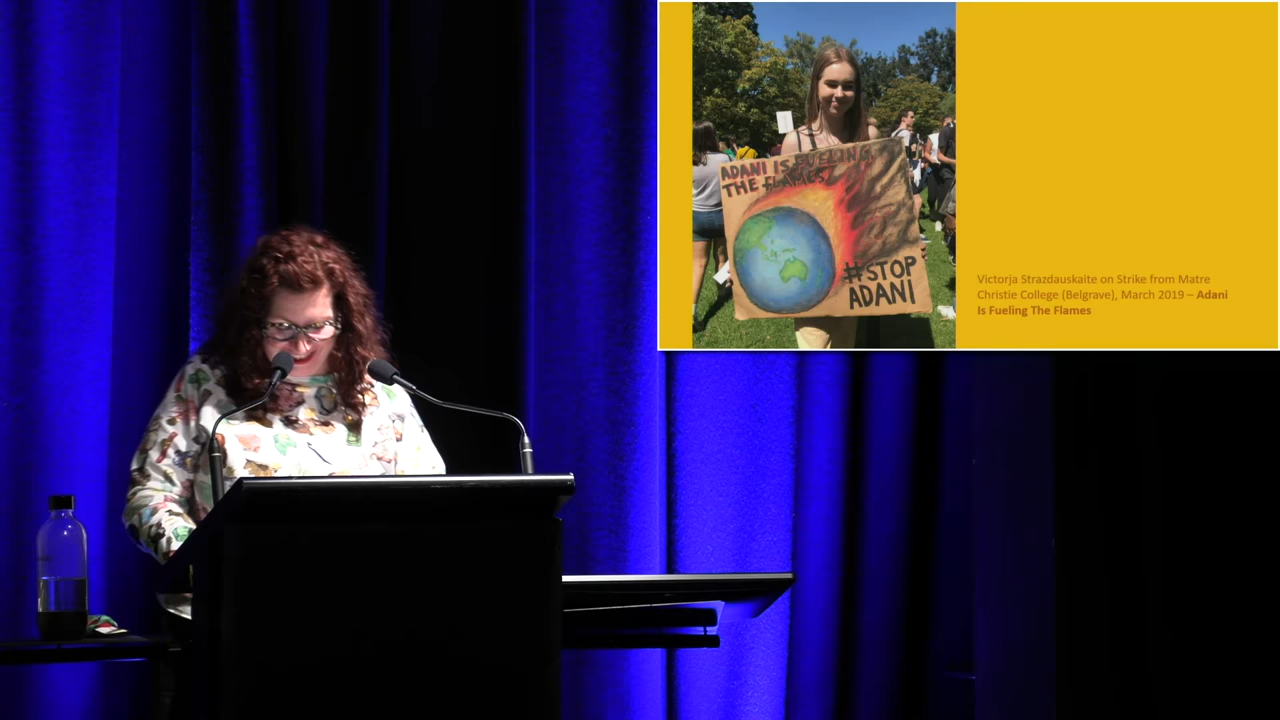 ADANI IS FUELING
THE FLAMES
#STOP
ADANI
Victorja Strazdauskaite on Strike from Matre
Christie College (Belgrave), March 2019 – Adani
Is Fueling The Flames